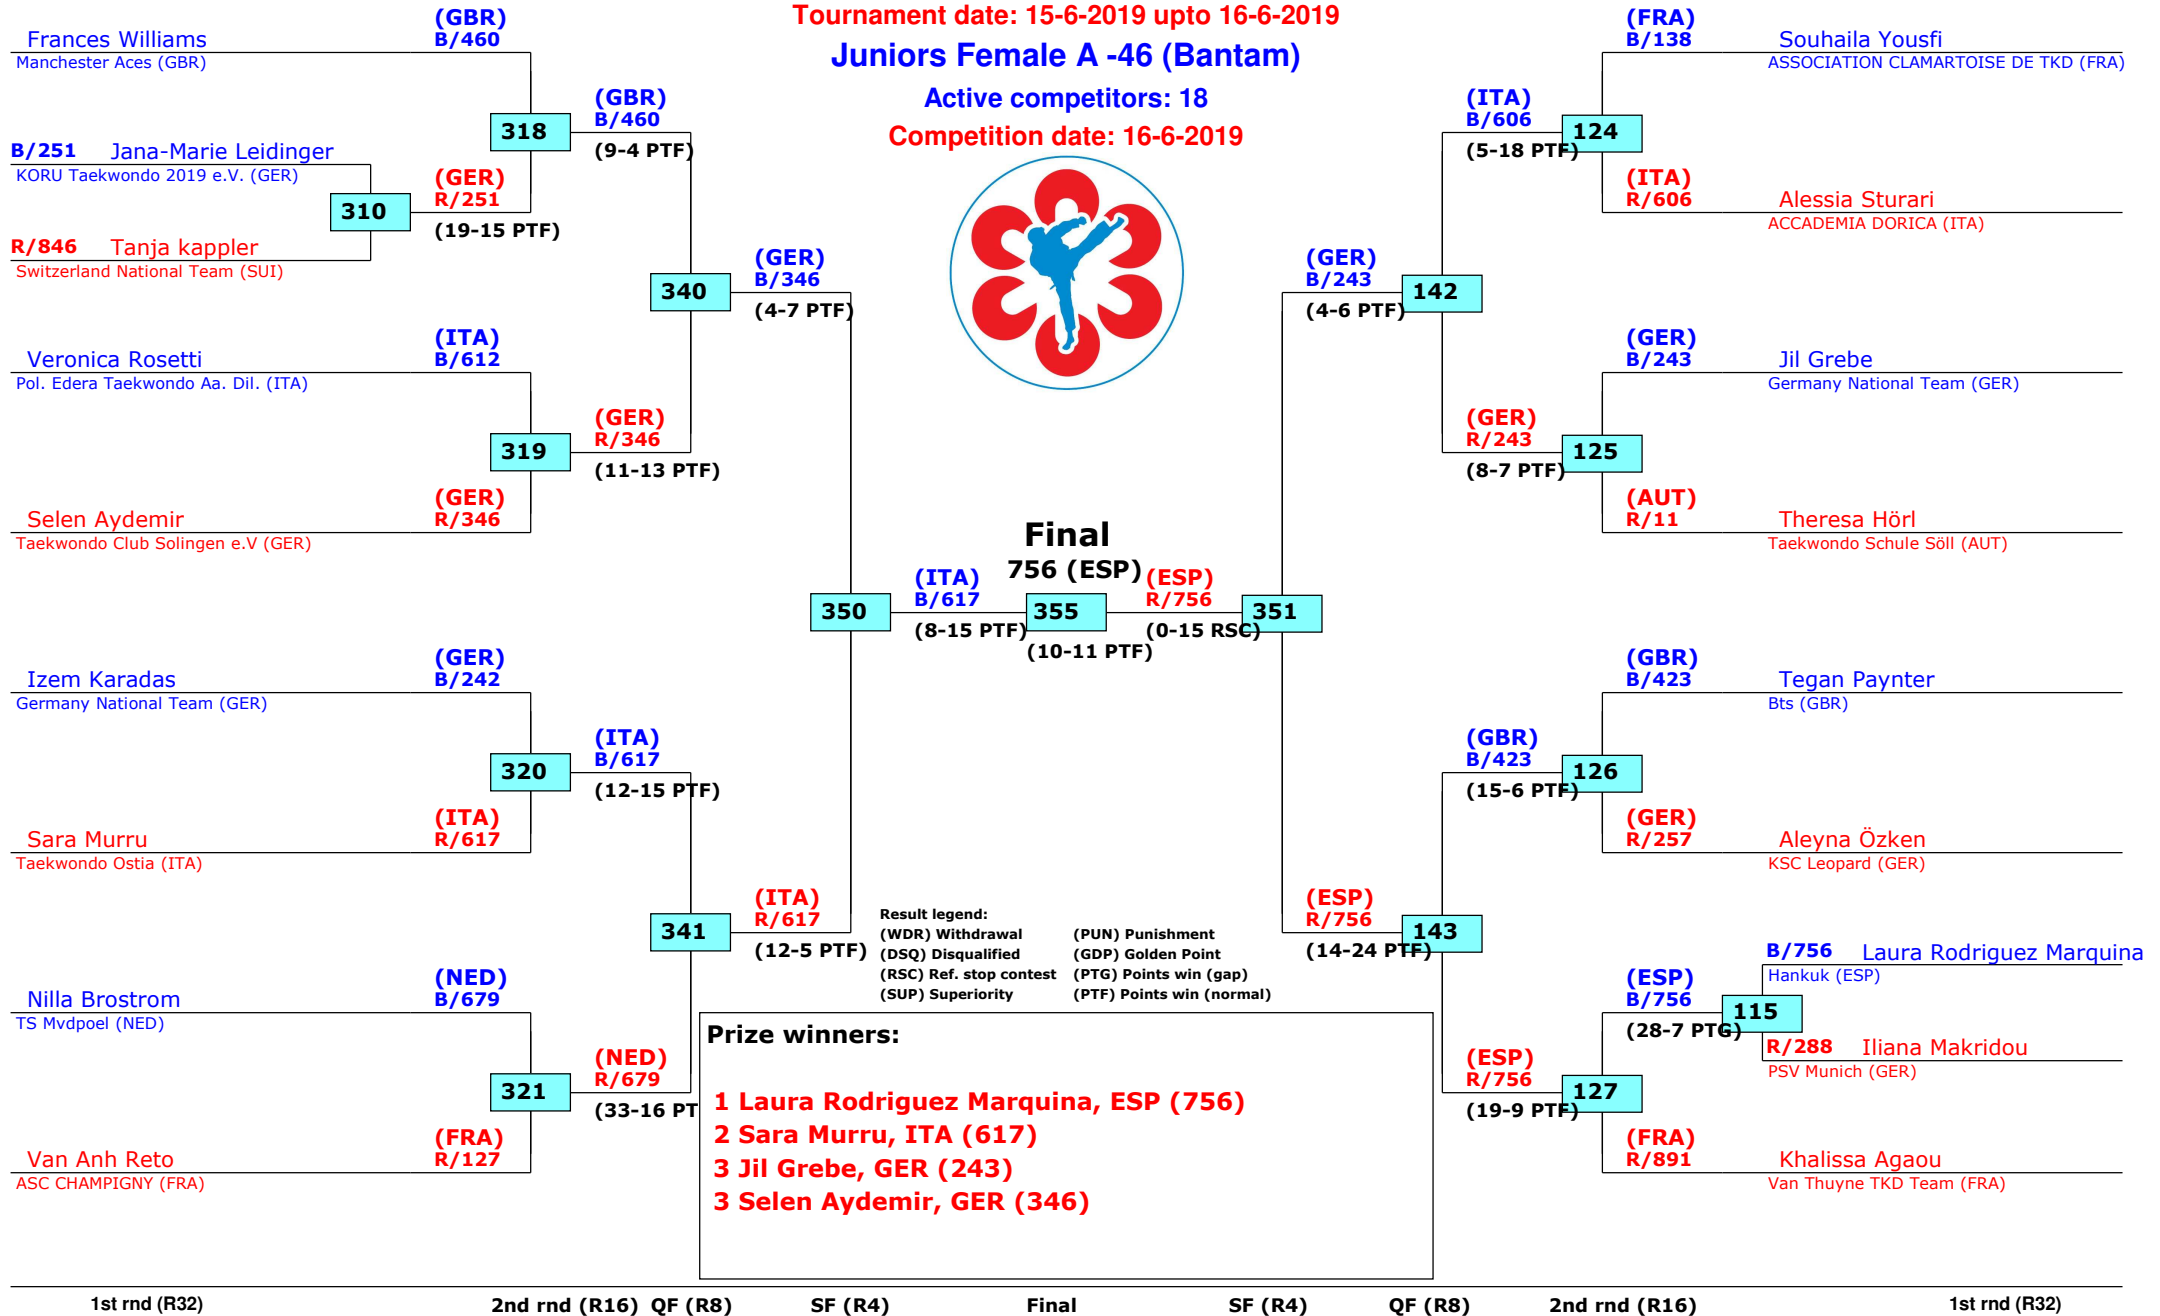 Tournament date: 15-6-2019 upto 16-6-2019
Juniors Female A -46 (Bantam)
Active competitors: 18
Competition date: 16-6-2019
(GBR)
Frances Williams B/460
Manchester Aces (GBR)
B/251 Jana-Marie Leidinger
KORU Taekwondo 2019 e.V. (GER)
310
(GER)
R/251
(19-15 PTF)
R/846 Tanja kappler
Switzerland National Team (SUI)
318
(GBR)
B/460
(9-4 PTF)
(ITA)
Veronica Rosetti B/612
Pol. Edera Taekwondo Aa. Dil. (ITA)
319
(GER)
R/346
(11-13 PTF)
(GER)
Selen Aydemir R/346
Taekwondo Club Solingen e.V (GER)
340
(GER)
B/346
(4-7 PTF)
(GER)
Izem Karadas B/242
Germany National Team (GER)
320
(ITA)
B/617
(12-15 PTF)
(ITA)
Sara Murru R/617
Taekwondo Ostia (ITA)
341
(ITA)
R/617
(12-5 PTF)
(NED)
Nilla Brostrom B/679
TS Mvdpoel (NED)
321
(NED)
R/679
(33-16 PT
(FRA)
Van Anh Reto R/127
ASC CHAMPIGNY (FRA)
350
(ITA)
B/617
(8-15 PTF)
Final
756 (ESP)
355
(10-11 PTF)
(ESP)
R/756
(0-15 RSC)
351
(GER)
B/243
(4-6 PTF)
142
(ITA)
B/606
(5-18 PTF)
124
(FRA)
B/138 Souhaila Yousfi
ASSOCIATION CLAMARTOISE DE TKD (FRA)
(ITA)
R/606 Alessia Sturari
ACCADEMIA DORICA (ITA)
(GER)
R/243
(8-7 PTF)
125
(GER)
B/243 Jil Grebe
Germany National Team (GER)
(AUT)
R/11 Theresa Hörl
Taekwondo Schule Söll (AUT)
(ESP)
R/756
(14-24 PTF)
143
(GBR)
B/423
(15-6 PTF)
126
(GBR)
B/423 Tegan Paynter
Bts (GBR)
(GER)
R/257 Aleyna Özken
KSC Leopard (GER)
(ESP)
R/756
(19-9 PTF)
127
(ESP)
B/756
(28-7 PTG)
115
B/756 Laura Rodriguez Marquina
Hankuk (ESP)
R/288 Iliana Makridou
PSV Munich (GER)
(FRA)
R/891 Khalissa Agaou
Van Thuyne TKD Team (FRA)
Result legend:
(WDR) Withdrawal (PUN) Punishment
(DSQ) Disqualified (GDP) Golden Point
(RSC) Ref. stop contest (PTG) Points win (gap)
(SUP) Superiority (PTF) Points win (normal)
Prize winners:
1 Laura Rodriguez Marquina, ESP (756)
2 Sara Murru, ITA (617)
3 Jil Grebe, GER (243)
3 Selen Aydemir, GER (346)
1st rnd (R32) 2nd rnd (R16) QF (R8) SF (R4) Final SF (R4) QF (R8) 2nd rnd (R16) 1st rnd (R32)